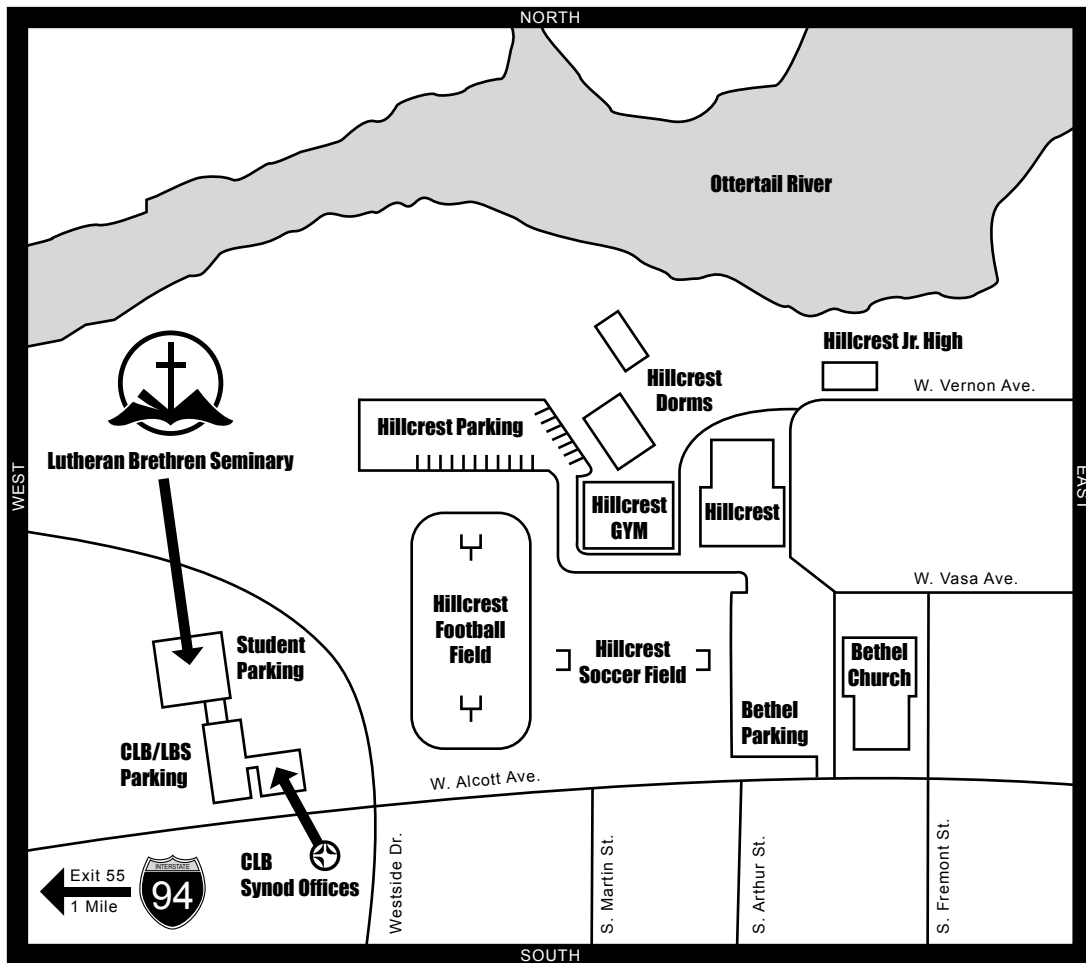 NORTH
Ottertail River
Hillcrest Jr. High
W. Vernon Ave.
Hillcrest
Dorms
Hillcrest Parking
Lutheran Brethren Seminary
WEST
EAST
Hillcrest
GYM
Hillcrest
W. Vasa Ave.
Hillcrest
Football
Field
Student
Parking
Hillcrest
Soccer Field
Bethel
Church
Bethel
Parking
CLB/LBS
Parking
W. Alcott Ave.
CLB
Synod Offices
Exit 55
1 Mile
INTERSTATE
94
Westside Dr.
S. Martin St.
S. Arthur St.
S. Fremont St.
SOUTH